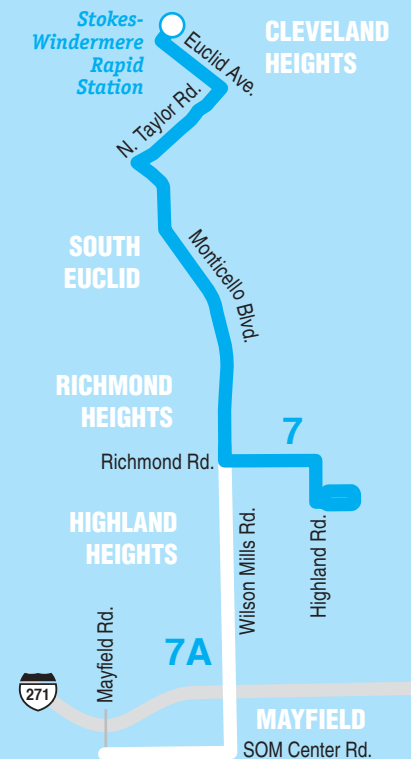 Stokes-
Windermere
Rapid
Station
Euclid Ave.
CLEVELAND
HEIGHTS
N. Taylor Rd.
SOUTH
EUCLID
Monticello Blvd.
RICHMOND
HEIGHTS
7
Richmond Rd.
HIGHLAND
HEIGHTS
Wilson Mills Rd.
Highland Rd.
Mayfield Rd.
7A
271
MAYFIELD
SOM Center Rd.